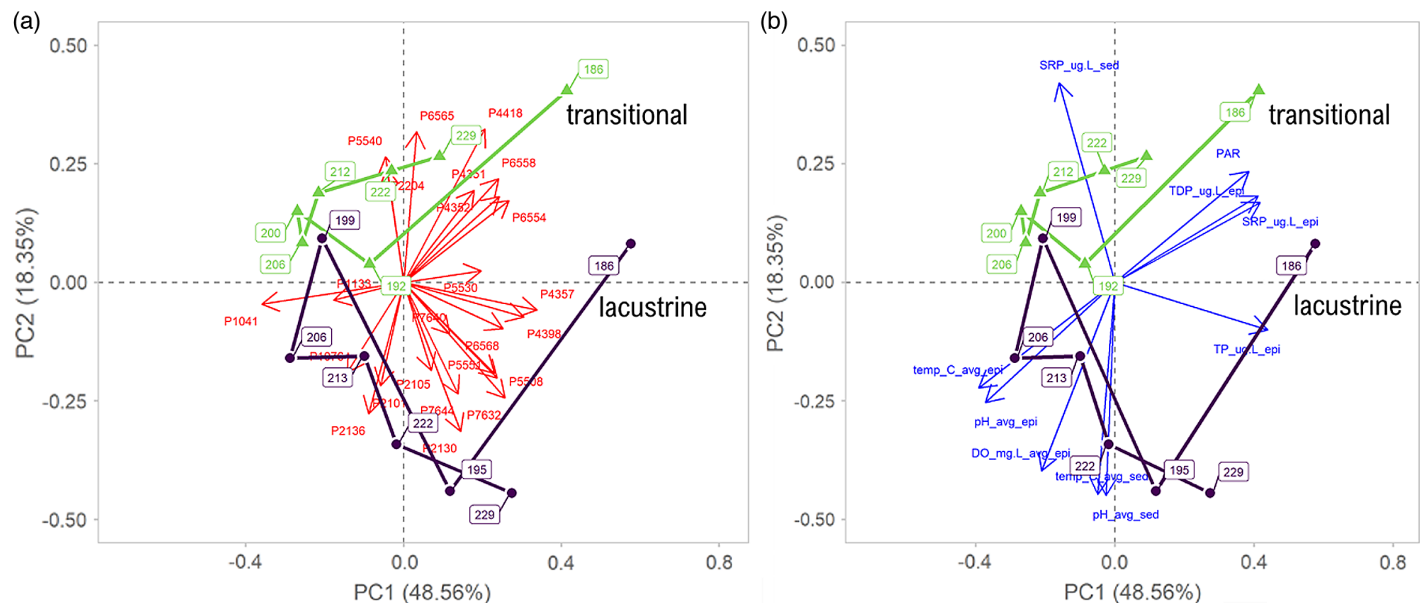 (a)
(b)
0.50
0.25
0.00
-0.25
-0.50
PC2 (18.35%)
-0.4
0.0
0.4
0.8
PC1 (48.56%)
186
transitional
P4418
P6565
P5540
229
212
222
2204
P4351
P6558
P4352
P6554
200
199
206
192
186
lacustrine
P1133
P5530
P4357
P1041
P7640
P4398
206
P6568
213
P5551
P5508
P2105
P2101
P7644
P7632
P2136
222
P2130
195
229
0.50
0.25
0.00
-0.25
-0.50
PC2 (18.35%)
-0.4
0.0
0.4
0.8
PC1 (48.56%)
SRP_ug.L_sed
186
transitional
222
PAR
212
229
TDP_ug.L_epi
SRP_ug.L_epi
200
199
206
192
186
lacustrine
206
TP_ug.L_epi
temp_C_avg_epi
213
pH_avg_epi
DO_mg.L_avg_epi
222
195
229
temp_C_avg_sed
pH_avg_sed